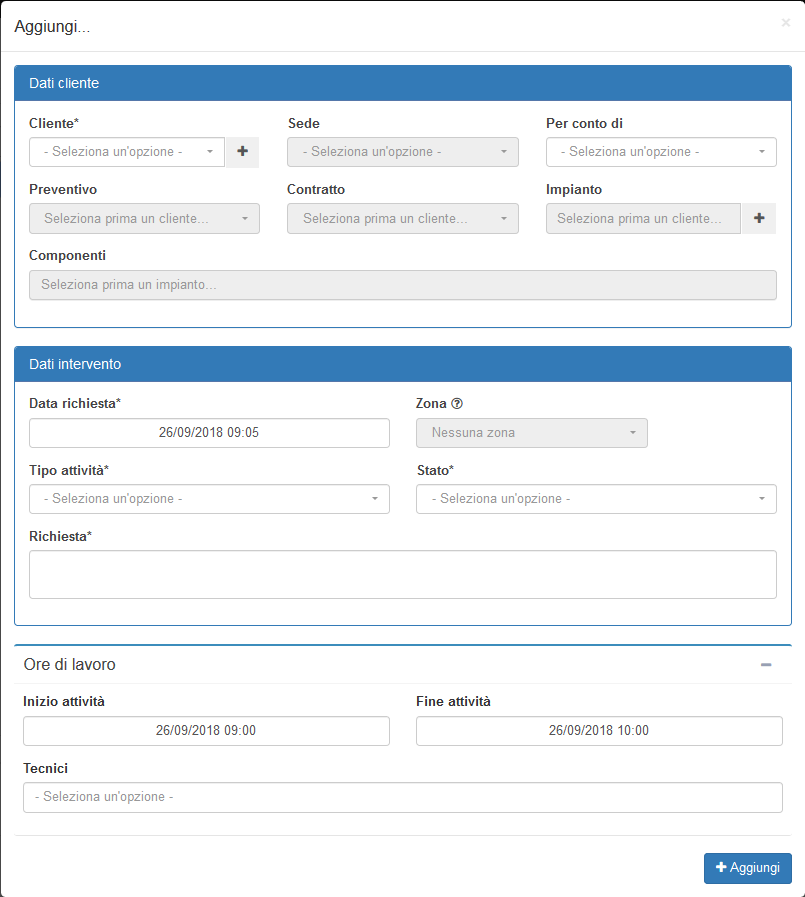 Aggiungi...
×
Dati cliente
Cliente* Sede Per conto di
- Seleziona un'opzione - - Seleziona un'opzione - - Seleziona un'opzione -
Preventivo Contratto Impianto
Seleziona prima un cliente... Seleziona prima un cliente... Seleziona prima un cliente...
Componenti
Seleziona prima un impianto...
Dati intervento
Data richiesta* Zona
26/09/2018 09:05 Nessuna zona
Tipo attività* Stato*
- Seleziona un'opzione - - Seleziona un'opzione -
Richiesta*
Ore di lavoro
Inizio attività Fine attività
26/09/2018 09:00 26/09/2018 10:00
Tecnici
- Seleziona un'opzione -
Aggiungi